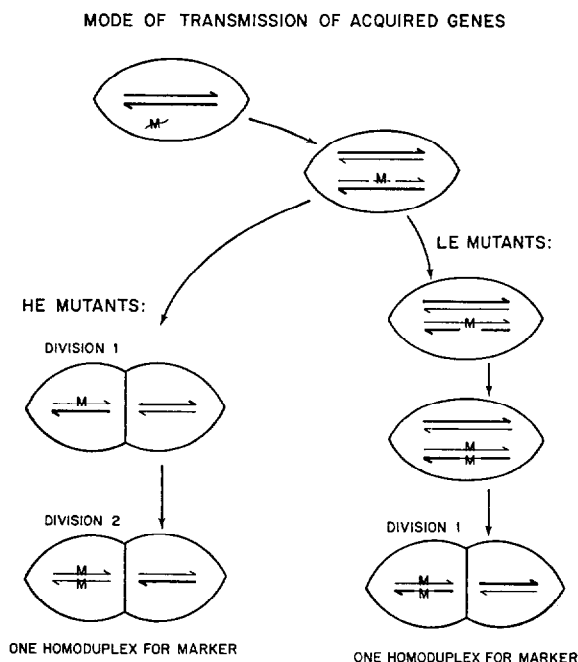 MODE OF TRANSMISSION OF ACQUIRED GENES
M
M
LE MUTANTS:
HE MUTANTS:
M
DIVISION 1
M
M
M
DIVISION 2
DIVISION 1
M
M
M
M
ONE HOMODUPLEX FOR MARKER
ONE HOMODUPLEX FOR MARKER